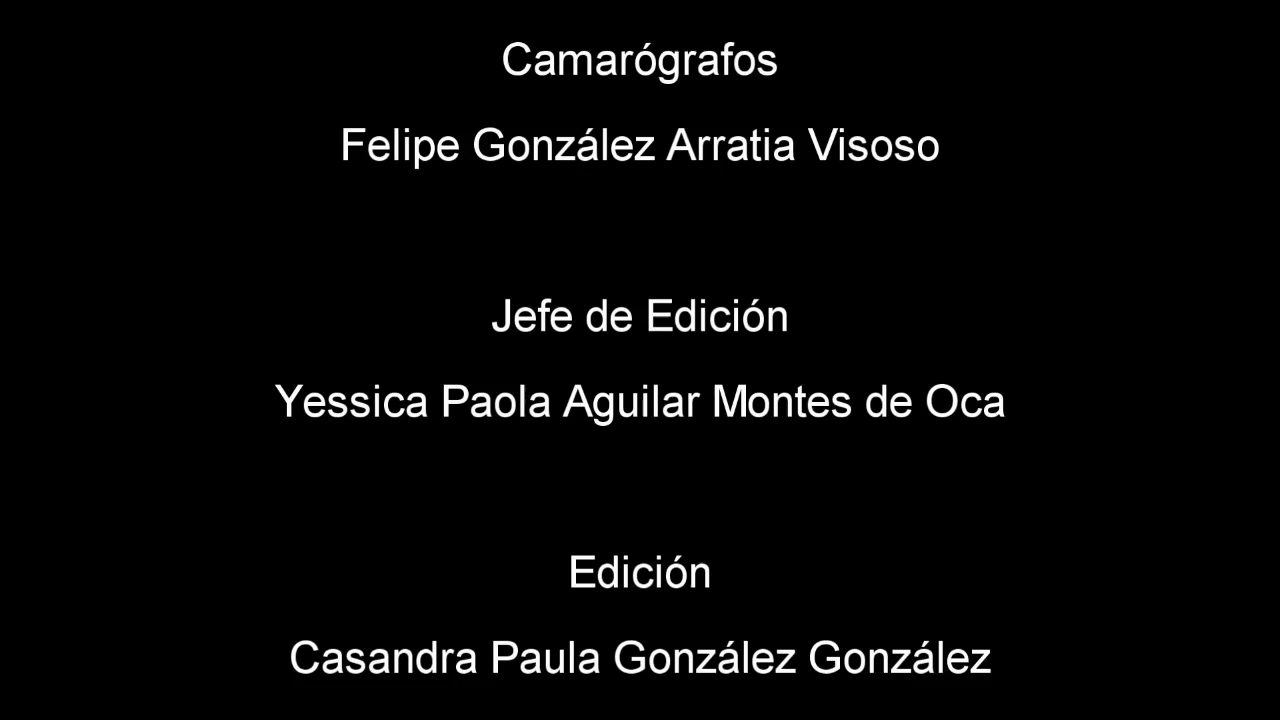 Camarógrafos
Felipe González Arratia Visoso
Jefe de Edición
Yessica Paola Aguilar Montes de Oca
Edición
Casandra Paula González González